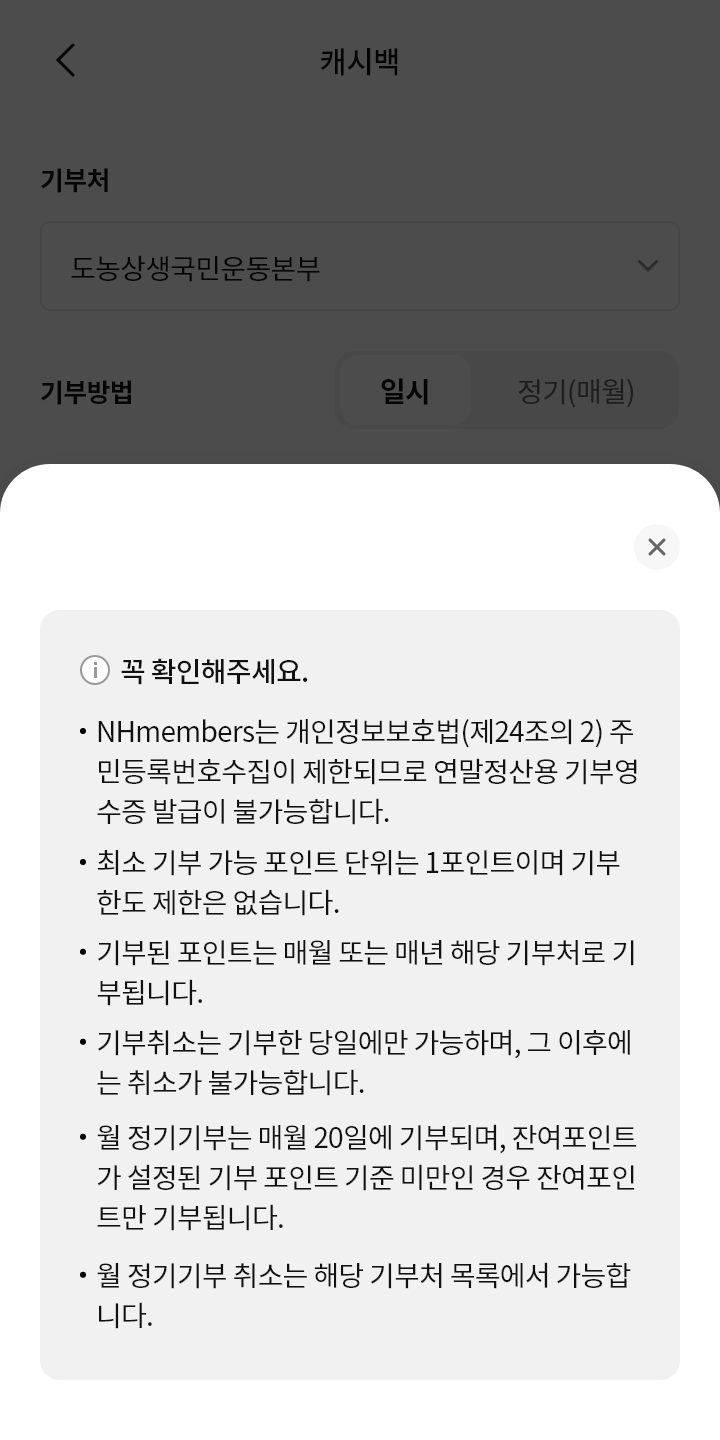 캐시백
기부처
도농상생국민운동본부
기부방법 일시 정기(매월)
꼭 확인해주세요.
• NHmembers는 개인정보보호법(제24조의 2) 주
민등록번호수집이 제한되므로 연말정산용 기부영
수증 발급이 불가능합니다.
• 최소 기부 가능 포인트 단위는 1포인트이며 기부
한도 제한은 없습니다.
• 기부된 포인트는 매월 또는 매년 해당 기부처로 기
부됩니다.
• 기부취소는 기부한 당일에만 가능하며, 그 이후에
는 취소가 불가능합니다.
• 월 정기기부는 매월 20일에 기부되며, 잔여포인트
가 설정된 기부 포인트 기준 미만인 경우 잔여포인
트만 기부됩니다.
• 월 정기기부 취소는 해당 기부처 목록에서 가능합
니다.